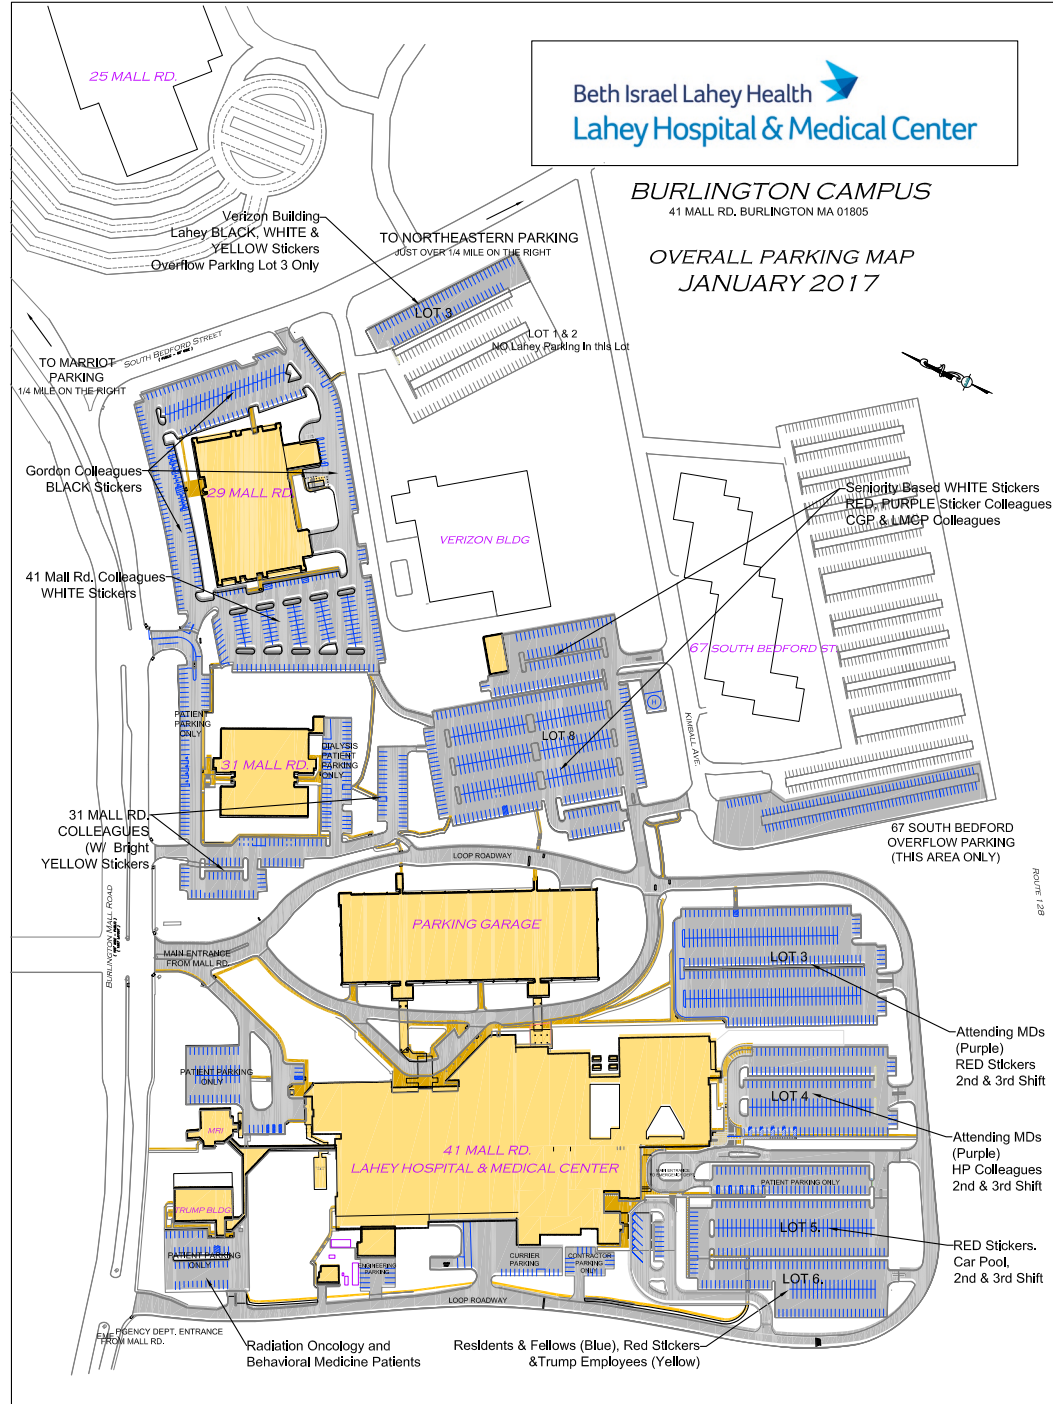 25 MALL RD.
Beth Israel Lahey Health
Lahey Hospital & Medical Center
BURLINGTON CAMPUS
41 MALL RD. BURLINGTON MA 01805
OVERALL PARKING MAP
JANUARY 2017
Verizon Building
Lahey BLACK, WHITE &
YELLOW Stickers
Overflow Parking Lot 3 Only
TO NORTHEASTERN PARKING
JUST OVER 1/4 MILE ON THE RIGHT
LOT 3
LOT 1 & 2
NO Lahey Parking In this Lot
SOUTH BEDFORD STREET
TO MARRIOT
PARKING
1/4 MILE ON THE RIGHT
Gordon Colleagues
BLACK Stickers
29 MALL RD.
VERIZON BLDG
Seniority Based WHITE Stickers
RED, PURPLE Sticker Colleagues
CGP & LMCP Colleagues
41 Mall Rd. Colleagues
WHITE Stickers
67 SOUTH BEDFORD ST.
PATIENT
PARKING
ONLY
31 MALL RD.
DIALYSIS
PATIENT
PARKING
ONLY
LOT 8
KIMBALL AVE.
H
31 MALL RD.
COLLEAGUES
(W/ Bright
YELLOW Stickers
67 SOUTH BEDFORD
OVERFLOW PARKING
(THIS AREA ONLY)
LOOP ROADWAY
ROUTE 128
BURLINGTON MALL ROAD
PARKING GARAGE
MAIN ENTRANCE
FROM MALL RD.
LOT 3
Attending MDs
(Purple)
RED Stickers
2nd & 3rd Shift
PATIENT PARKING
ONLY
LOT 4
MRI
41 MALL RD.
LAHEY HOSPITAL & MEDICAL CENTER
Attending MDs
(Purple)
HP Colleagues
2nd & 3rd Shift
MAIN ENTRANCE
TO EMERGENCY DEPT.
PATIENT PARKING ONLY
TRUMP BLDG.
LOT 5.
PATIENT PARKING
ONLY
ENGINEERING
PARKING
CURRIER
PARKING
CONTRACTOR
PARKING
ONLY
RED Stickers.
Car Pool,
2nd & 3rd Shift
LOT 6.
LOOP ROADWAY
EMERGENCY DEPT. ENTRANCE
FROM MALL RD.
Radiation Oncology and
Behavioral Medicine Patients
Residents & Fellows (Blue), Red Stickers
&Trump Employees (Yellow)